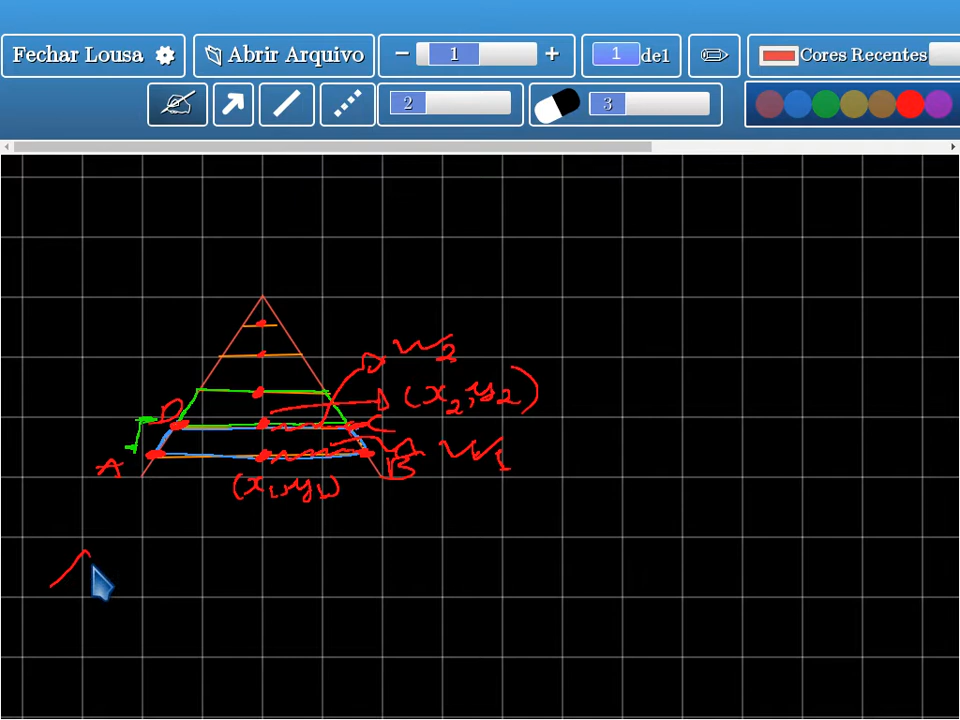 Fechar Lousa Abrir Arquivo − 1 + 1 de1 Cores Recentes
2 3
W2
D (x2, y2)
C
A B W1
(x1, y1)